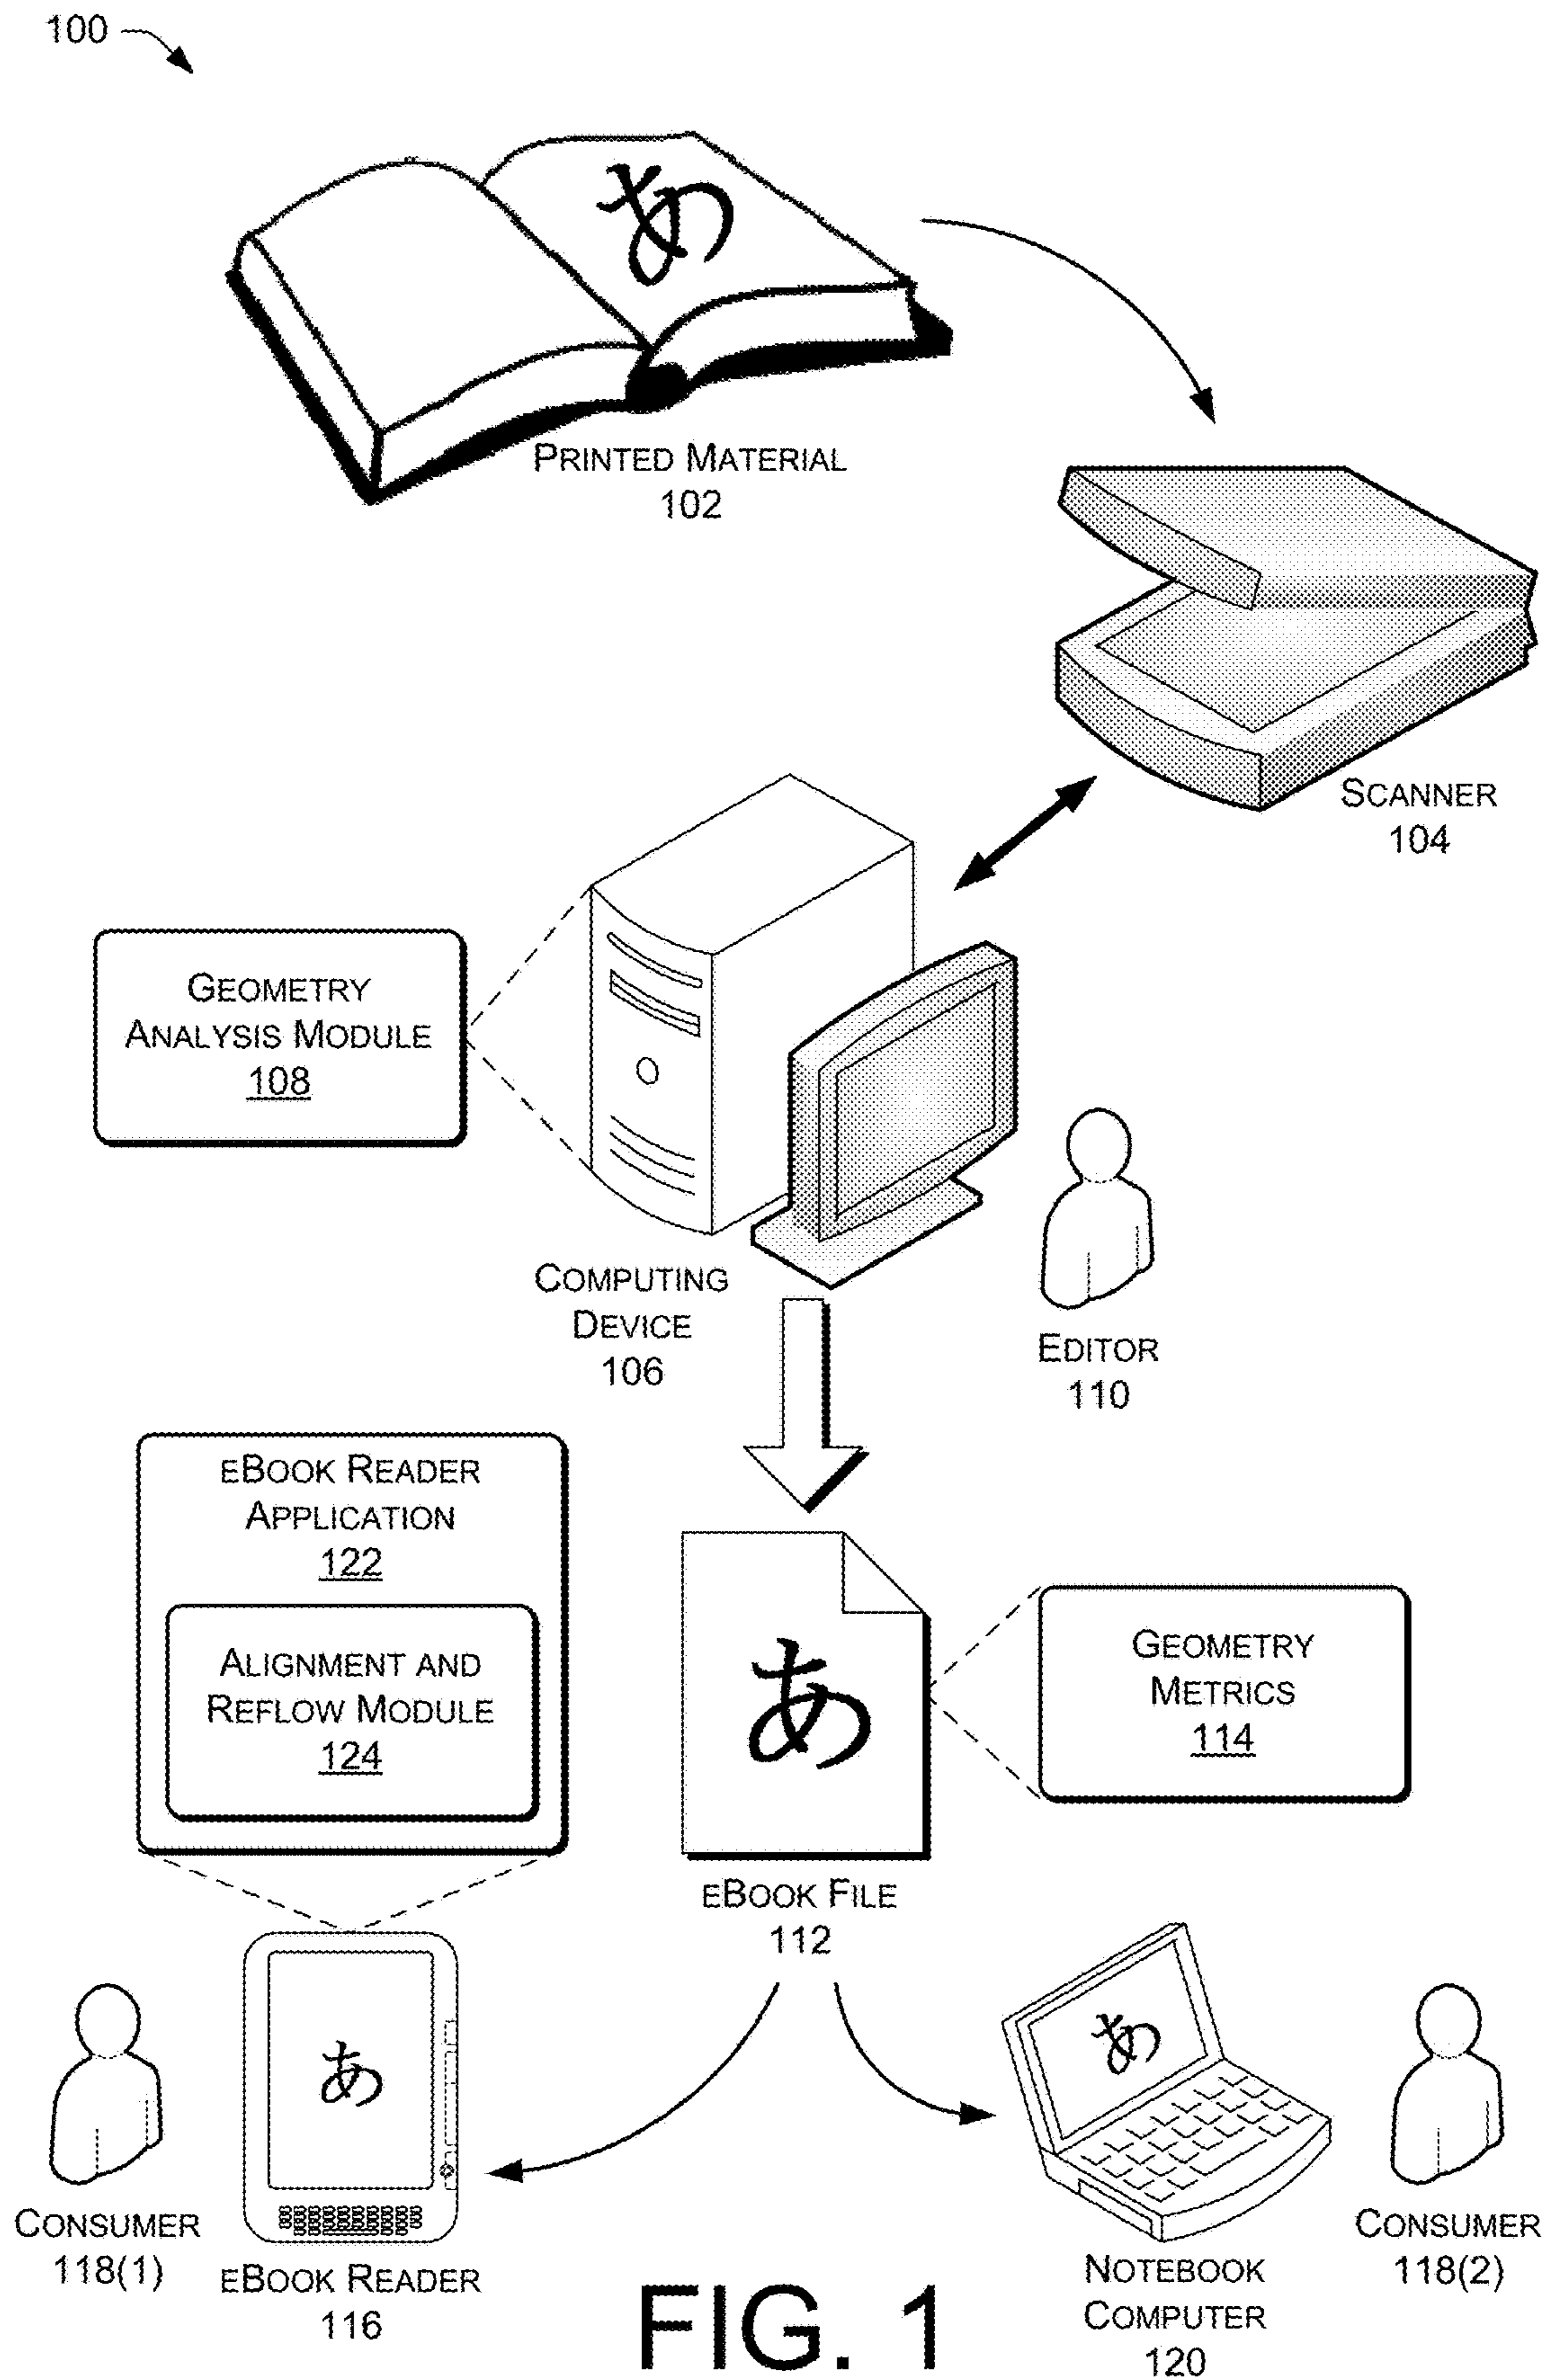 100
あ
PRINTED MATERIAL
102
SCANNER
104
GEOMETRY
ANALYSIS MODULE
108
COMPUTING
DEVICE
106
EDITOR
110
EBOOK READER
APPLICATION
122
ALIGNMENT AND
REFLOW MODULE
124
あ
GEOMETRY
METRICS
114
EBOOK FILE
112
あ
あ
CONSUMER
118(1)
EBOOK READER
116
NOTEBOOK
COMPUTER
120
CONSUMER
118(2)
FIG. 1